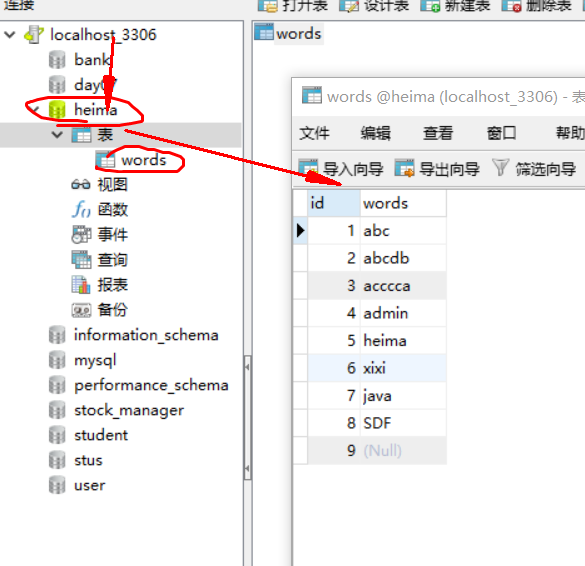 连接
打开表 设计表 新建表 删除表
localhost_3306
bank
heima
表
words
视图
f() 函数
事件
查询
报表
备份
information_schema
mysql
performance_schema
stock_manager
student
stus
user
words
words @heima (localhost_3306) - 表
文件 编辑 查看 窗口 帮助
导入向导 导出向导 筛选向导
id words
1 abc
2 abcdb
3 acccca
4 admin
5 heima
6 xixi
7 java
8 SDF
9 (Null)